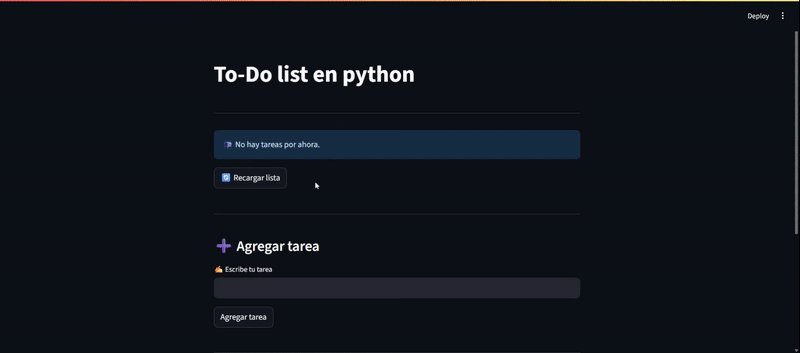 Deploy
To-Do list en python
No hay tareas por ahora.
Recargar lista
Agregar tarea
Escribe tu tarea
Agregar tarea